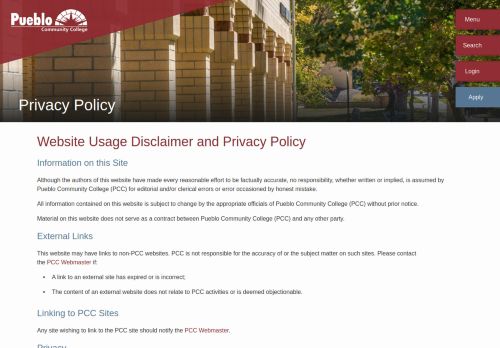 Pueblo
Community College
Menu
Search
Login
Apply
Privacy Policy
Website Usage Disclaimer and Privacy Policy
Information on this Site
Although the authors of this website have made every reasonable effort to be factually accurate, no responsibility, whether written or implied, is assumed by
Pueblo Community College (PCC) for editorial and/or clerical errors or error occasioned by honest mistake.
All information contained on this website is subject to change by the appropriate officials of Pueblo Community College (PCC) without prior notice.
Material on this website does not serve as a contract between Pueblo Community College (PCC) and any other party.
External Links
This website may have links to non-PCC websites. PCC is not responsible for the accuracy of or the subject matter on such sites. Please contact
the PCC Webmaster if:
• A link to an external site has expired or is incorrect;
• The content of an external website does not relate to PCC activities or is deemed objectionable.
Linking to PCC Sites
Any site wishing to link to the PCC site should notify the PCC Webmaster.
Privacy